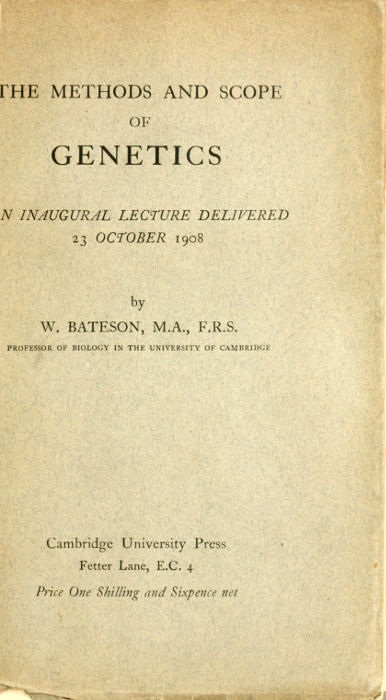 THE METHODS AND SCOPE
OF
GENETICS
N INAUGURAL LECTURE DELIVERED
23 OCTOBER 1908
by
W. BATESON, M.A., F.R.S.
PROFESSOR OF BIOLOGY IN THE UNIVERSITY OF CAMBRIDGE
Cambridge University Press
Fetter Lane, E.C. 4
Price One Shilling and Sixpence net